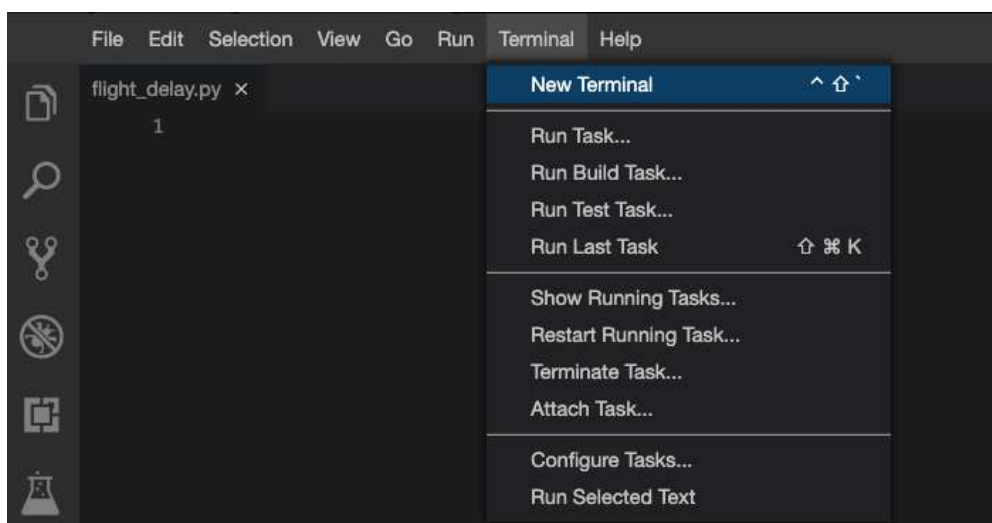 File Edit Selection View Go Run Terminal Help
flight_delay.py ×
1
New Terminal ^ ⇧ `
Run Task...
Run Build Task...
Run Test Task...
Run Last Task ⇧ ⌘ K
Show Running Tasks...
Restart Running Task...
Terminate Task...
Attach Task...
Configure Tasks...
Run Selected Text